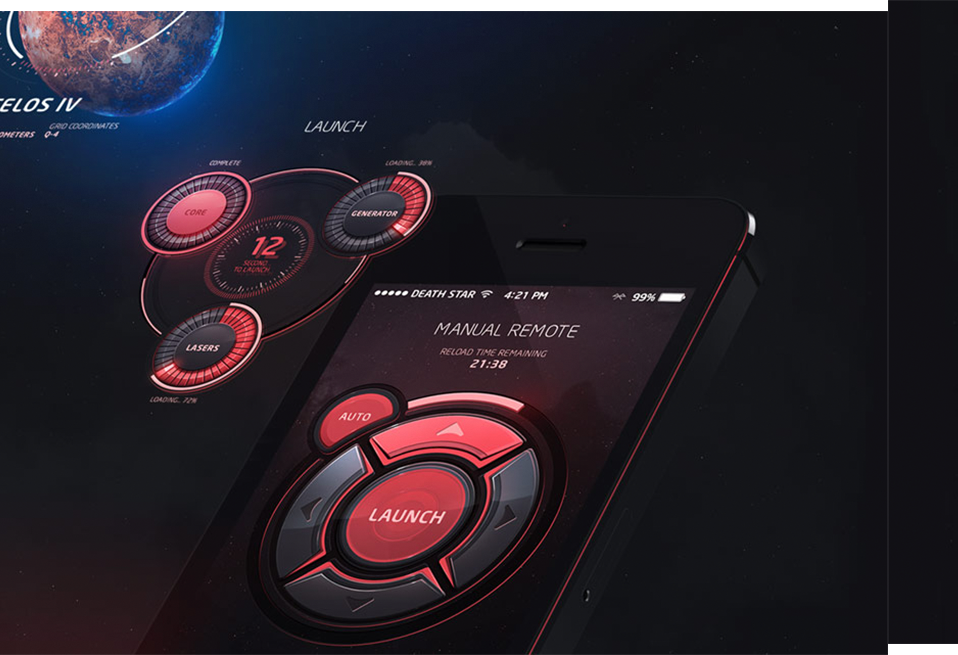 ELOS IV
GRID COORDINATES
OMETERS Q-4
LAUNCH
COMPLETE
LOADING.. 38%
CORE
GENERATOR
12
SECOND
TO LAUNCH
LASERS
LOADING.. 72%
DEATH STAR 4:21 PM 99%
MANUAL REMOTE
RELOAD TIME REMAINING
21:38
AUTO
LAUNCH